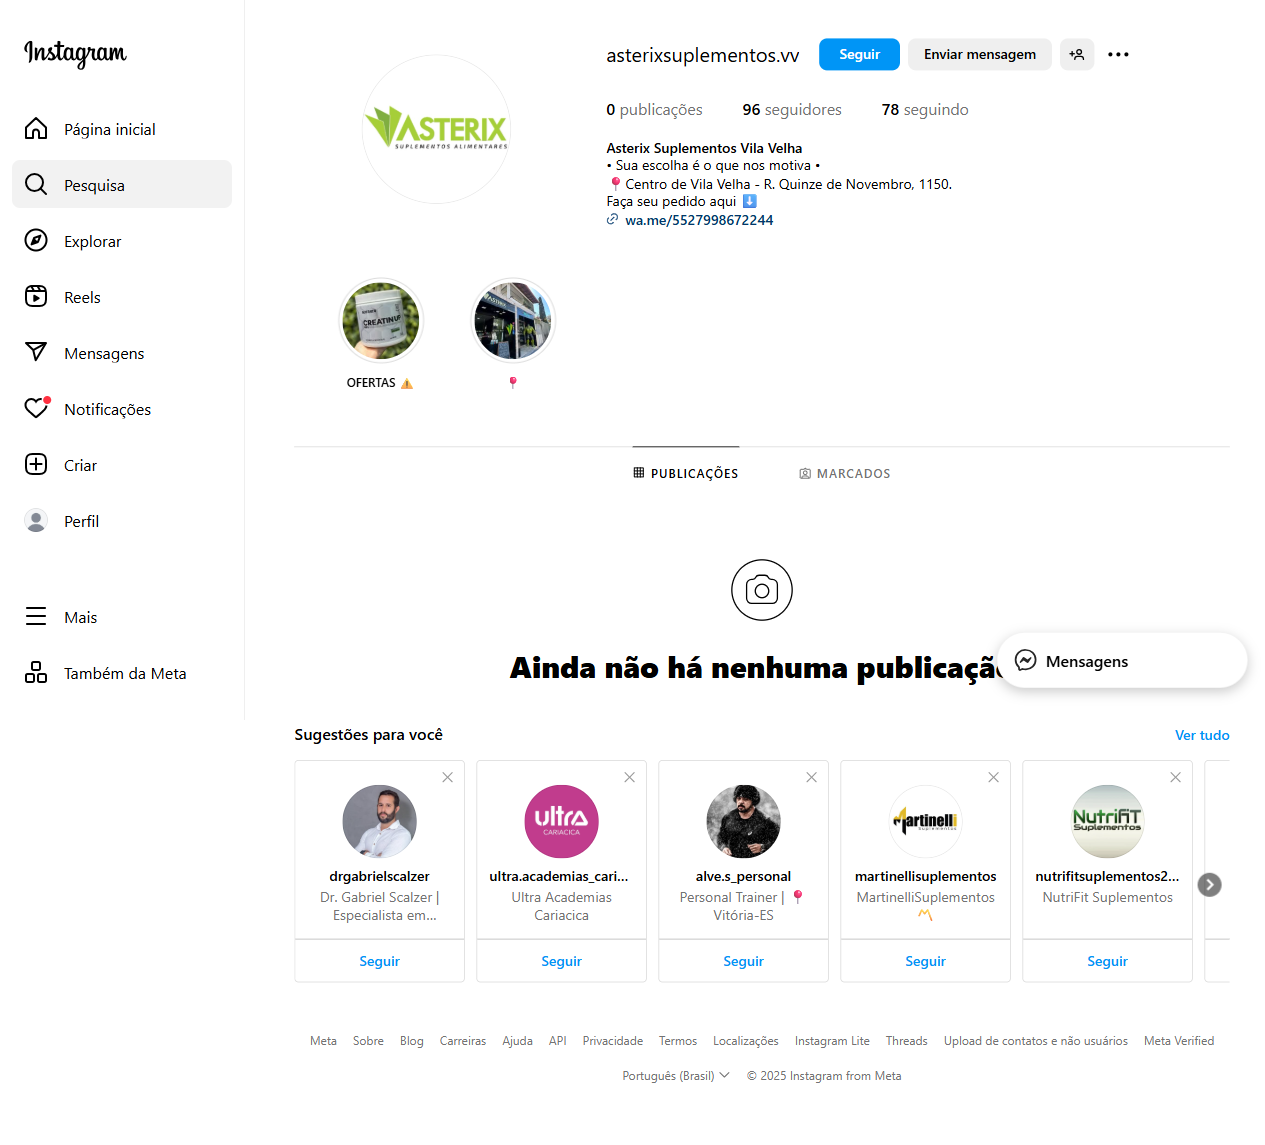 Instagram
Página inicial
Pesquisa
Explorar
Reels
Mensagens
Notificações
Criar
Perfil
Mais
Também da Meta
ASTERIX
SUPLEMENTOS ALIMENTARES
asterixsuplementos.vv
Seguir
Enviar mensagem
0 publicações 96 seguidores 78 seguindo
Asterix Suplementos Vila Velha
• Sua escolha é o que nos motiva •
📍Centro de Vila Velha - R. Quinze de Novembro, 1150.
Faça seu pedido aqui ⬇️
wa.me/5527998672244
CREATINUP
ASTERIX
OFERTAS ⚠️
📍
PUBLICAÇÕES
MARCADOS
Ainda não há nenhuma publicação
Mensagens
Sugestões para você
Ver tudo
drgabrielscalzer
Dr. Gabriel Scalzer |
Especialista em...
Seguir
ultra
CARIACICA
ultra.academias_cari...
Ultra Academias
Cariacica
Seguir
alve.s_personal
Personal Trainer | 📍
Vitória-ES
Seguir
Martinelli
Suplementos
martinellisuplementos
MartinelliSuplementos
〽️
Seguir
NutriFiT
Suplementos
nutrifitsuplementos2...
NutriFit Suplementos
Seguir
Meta Sobre Blog Carreiras Ajuda API Privacidade Termos Localizações Instagram Lite Threads Upload de contatos e não usuários Meta Verified
Português (Brasil) © 2025 Instagram from Meta